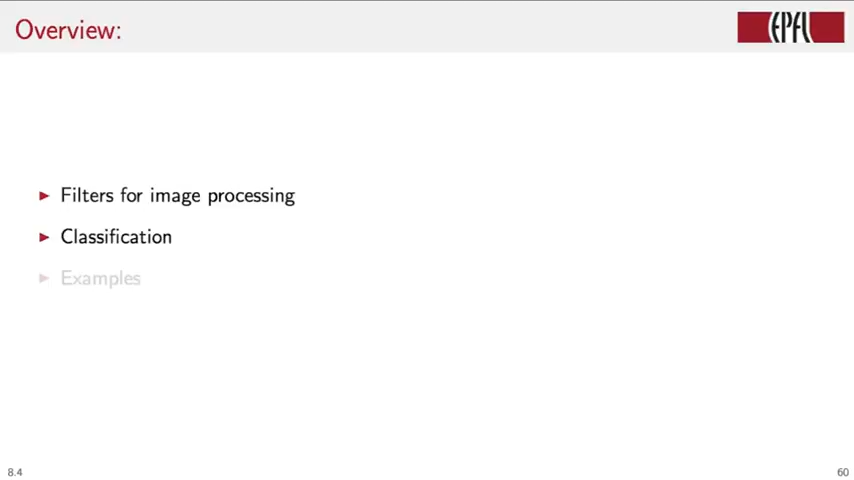 Overview:
EPFL
Filters for image processing
Classification
Examples
8.4
60